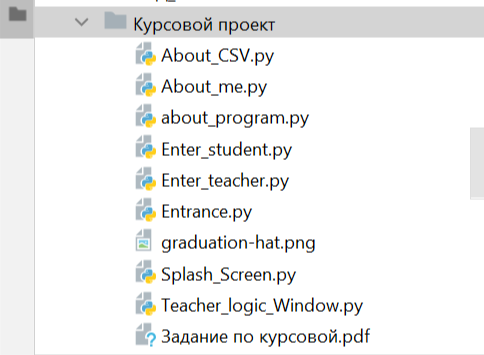 Курсовой проект
About_CSV.py
About_me.py
about_program.py
Enter_student.py
Enter_teacher.py
Entrance.py
graduation-hat.png
Splash_Screen.py
Teacher_logic_Window.py
Задание по курсовой.pdf